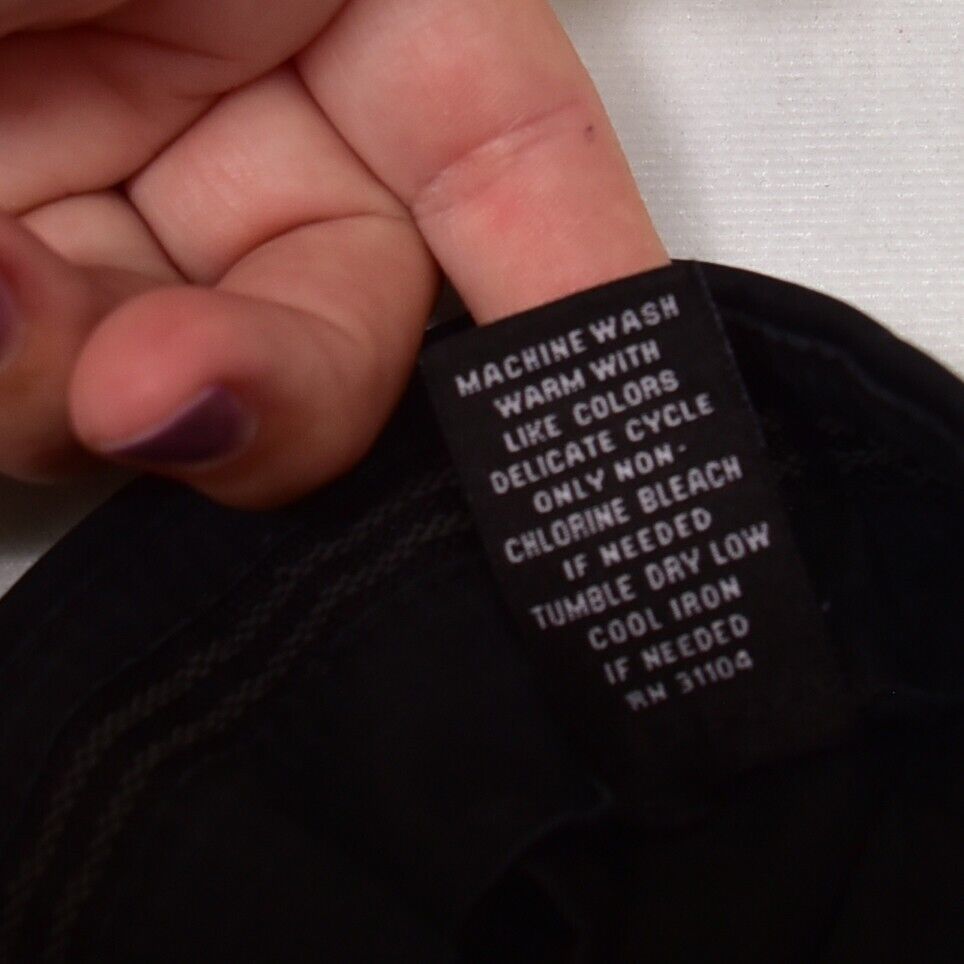 MACHINE WASH
WARM WITH
LIKE COLORS
DELICATE CYCLE
ONLY NON-
CHLORINE BLEACH
IF NEEDED
TUMBLE DRY LOW
COOL IRON
IF NEEDED
RN 31104